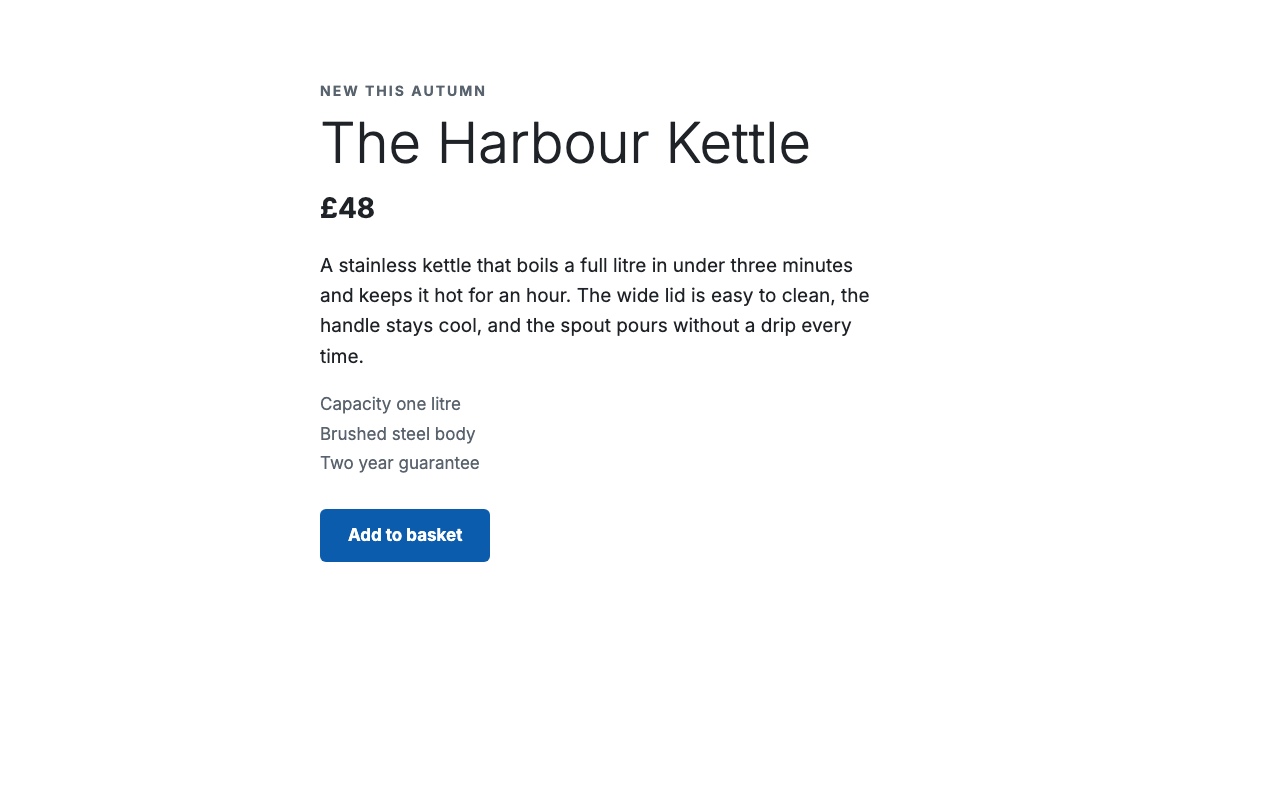 NEW THIS AUTUMN
The Harbour Kettle
£48
A stainless kettle that boils a full litre in under three minutes
and keeps it hot for an hour. The wide lid is easy to clean, the
handle stays cool, and the spout pours without a drip every
time.
Capacity one litre
Brushed steel body
Two year guarantee
Add to basket